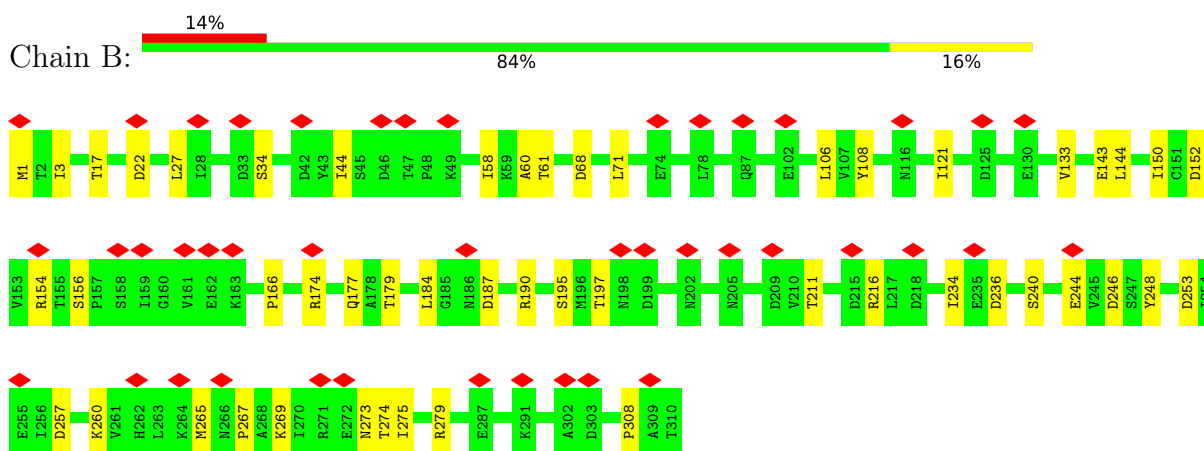 14%
Chain B:
84% 16%
M1 T2 I3 T17 D22 L27 I28 D33 S34 D42 Y43 I44 S45 D46 T47 P48 K49 I58 K59 A60 T61 D68 L71 E74 L78 Q87 E102 L106 V107 Y108 N116 I121 D125 E130 V133 E143 L144 I150 C151 D152
V153 R154 T155 S156 P157 S158 I159 G160 V161 E162 K163 P166 R174 Q177 A178 T179 L184 G185 N186 D187 R190 S195 M196 T197 N198 D199 N202 N205 D209 V210 T211 D215 R216 L217 D218 I234 E235 D236 S240 E244 V245 D246 S247 Y248 D253
E255 I256 D257 K260 V261 H262 L263 K264 M265 N266 P267 A268 K269 I270 R271 E272 N273 T274 I275 R279 E287 K291 A302 D303 P308 A309 T310